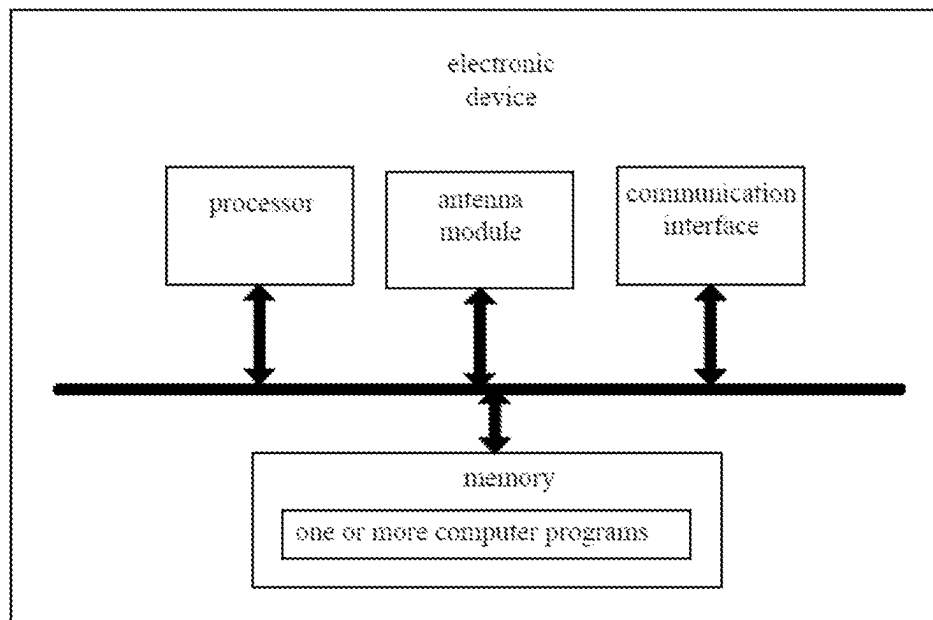 electronic
device
processor
antenna
module
communication
interface
memory
one or more computer programs